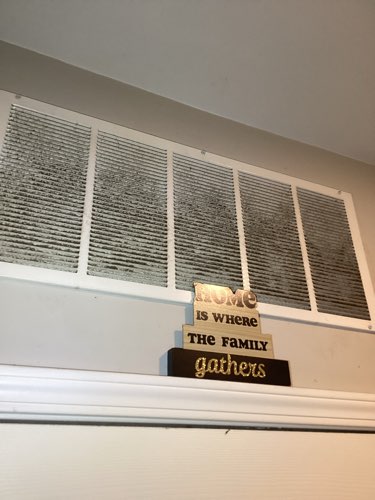 HOME
IS WHERE
THE FAMILY
gathers